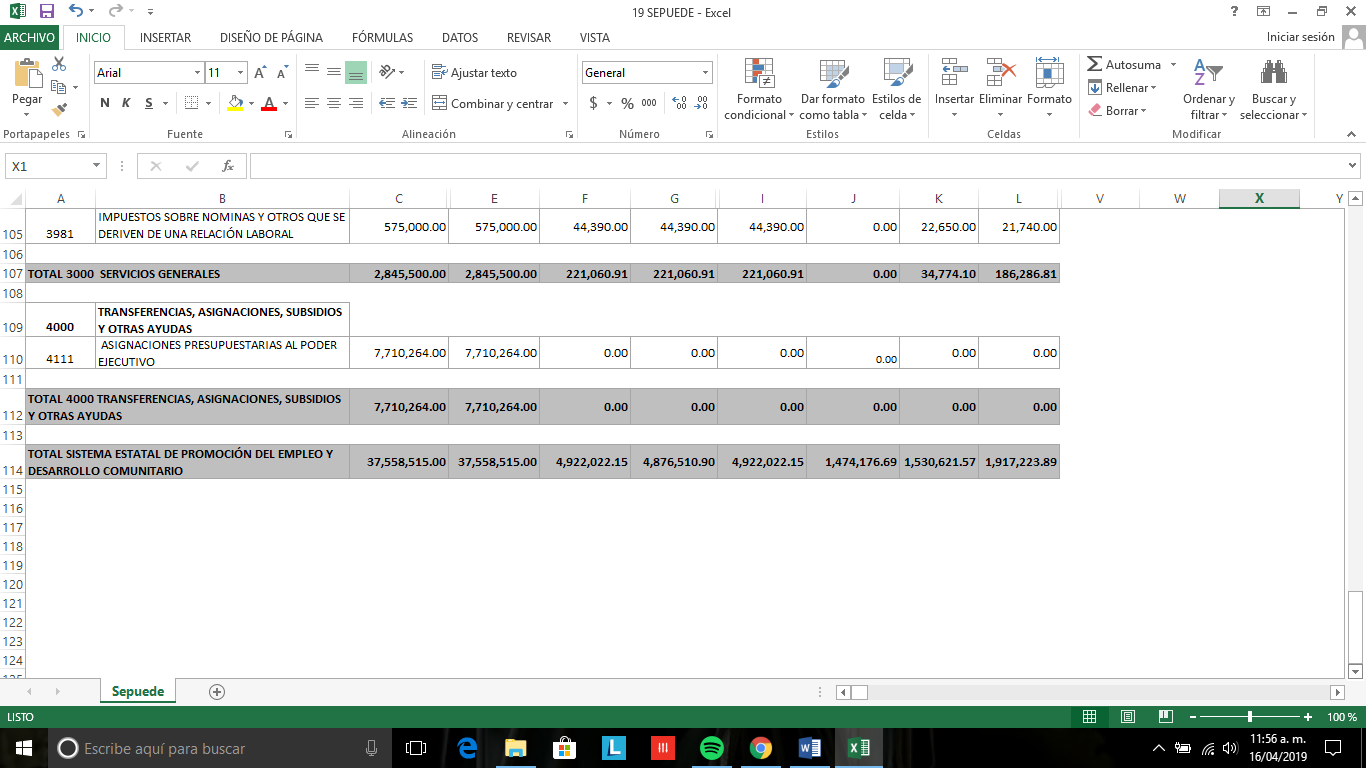 19 SEPUEDE - Excel
?
ARCHIVO INICIO INSERTAR DISEÑO DE PÁGINA FÓRMULAS DATOS REVISAR VISTA Iniciar sesión
Pegar
Arial 11
N K S
Ajustar texto
Combinar y centrar
General
$ % 000
Formato condicional
Dar formato como tabla
Estilos de celda
Insertar Eliminar Formato
Autosuma
Rellenar
Borrar
Ordenar y filtrar
Buscar y seleccionar
Portapapeles Fuente Alineación Número Estilos Celdas Modificar
X1 fx
A B C E F G I J K L V W X Y
IMPUESTOS SOBRE NOMINAS Y OTROS QUE SE
105 3981 DERIVEN DE UNA RELACIÓN LABORAL 575,000.00 575,000.00 44,390.00 44,390.00 44,390.00 0.00 22,650.00 21,740.00
106
107 TOTAL 3000 SERVICIOS GENERALES 2,845,500.00 2,845,500.00 221,060.91 221,060.91 221,060.91 0.00 34,774.10 186,286.81
108
TRANSFERENCIAS, ASIGNACIONES, SUBSIDIOS
109 4000 Y OTRAS AYUDAS
ASIGNACIONES PRESUPUESTARIAS AL PODER
110 4111 EJECUTIVO 7,710,264.00 7,710,264.00 0.00 0.00 0.00 0.00 0.00 0.00
111
TOTAL 4000 TRANSFERENCIAS, ASIGNACIONES, SUBSIDIOS
112 Y OTRAS AYUDAS 7,710,264.00 7,710,264.00 0.00 0.00 0.00 0.00 0.00 0.00
113
TOTAL SISTEMA ESTATAL DE PROMOCIÓN DEL EMPLEO Y
114 DESARROLLO COMUNITARIO 37,558,515.00 37,558,515.00 4,922,022.15 4,876,510.90 4,922,022.15 1,474,176.69 1,530,621.57 1,917,223.89
115
116
117
118
119
120
121
122
123
124
Sepuede
LISTO 100 %
Escribe aquí para buscar
11:56 a. m.
16/04/2019